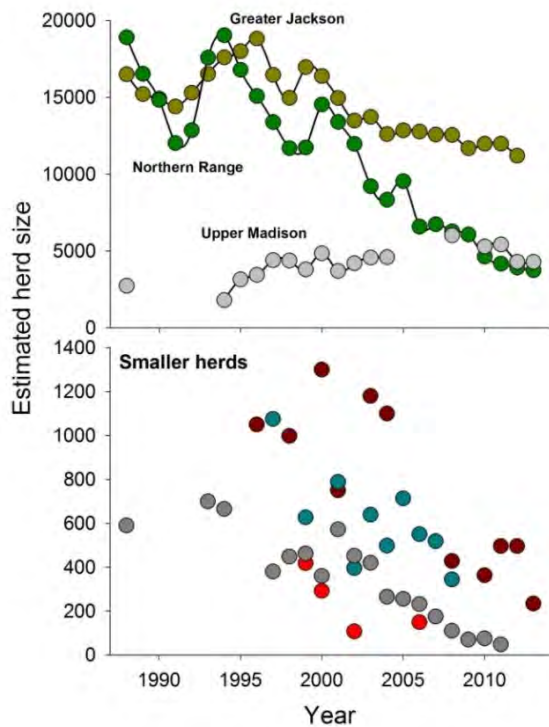 Greater Jackson
20000
15000
10000
Northern Range
Upper Madison
5000
0
Estimated herd size
1400
Smaller herds
1200
1000
800
600
400
200
0
1990 1995 2000 2005 2010
Year